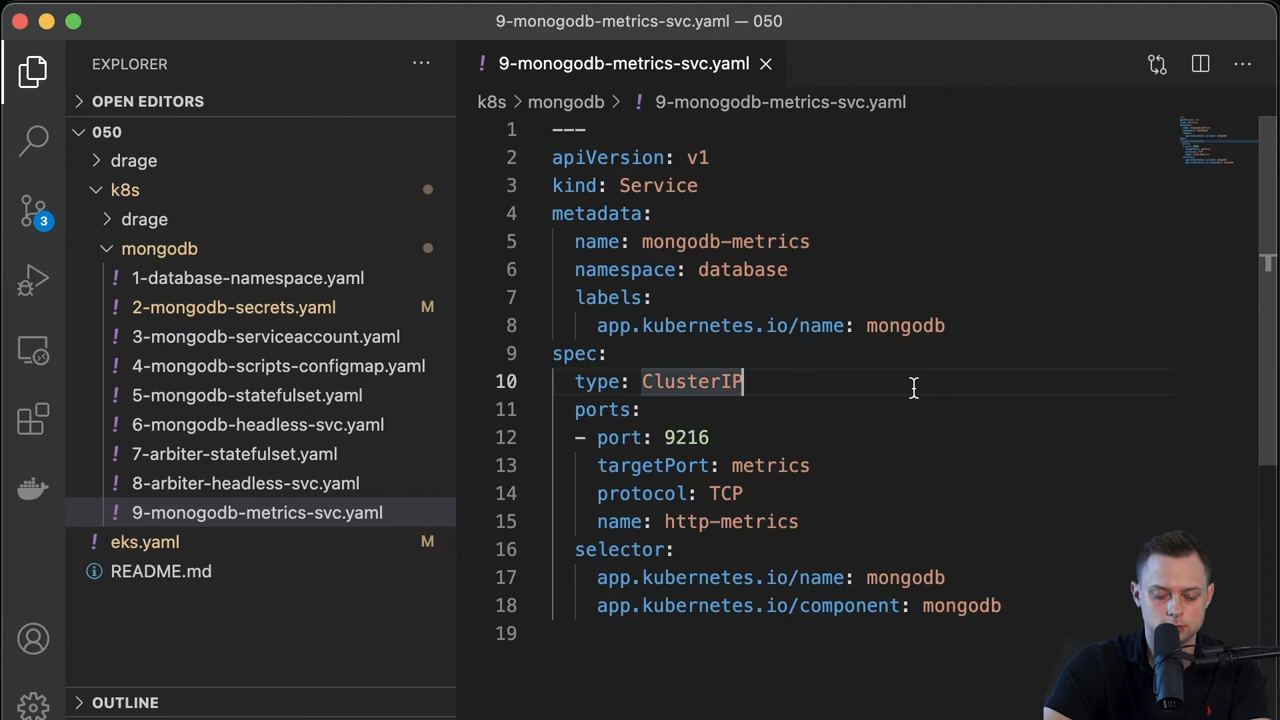 9-monogodb-metrics-svc.yaml — 050
EXPLORER
OPEN EDITORS
050
drage
k8s
drage
mongodb
1-database-namespace.yaml
2-mongodb-secrets.yaml M
3-mongodb-serviceaccount.yaml
4-mongodb-scripts-configmap.yaml
5-mongodb-statefulset.yaml
6-mongodb-headless-svc.yaml
7-arbiter-statefulset.yaml
8-arbiter-headless-svc.yaml
9-monogodb-metrics-svc.yaml
eks.yaml M
README.md
OUTLINE
3
! 9-monogodb-metrics-svc.yaml
k8s > mongodb > ! 9-monogodb-metrics-svc.yaml
1 ---
2 apiVersion: v1
3 kind: Service
4 metadata:
5 name: mongodb-metrics
6 namespace: database
7 labels:
8 app.kubernetes.io/name: mongodb
9 spec:
10 type: ClusterIP
11 ports:
12 - port: 9216
13 targetPort: metrics
14 protocol: TCP
15 name: http-metrics
16 selector:
17 app.kubernetes.io/name: mongodb
18 app.kubernetes.io/component: mongodb
19